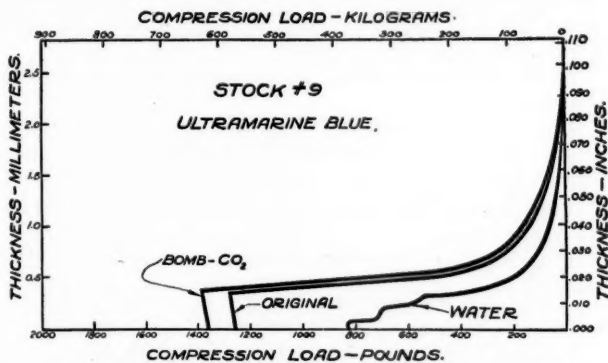 COMPRESSION LOAD-KILOGRAMS.
900 800 700 600 500 400 300 200 100 0
THICKNESS-MILLIMETERS.
2.5
2.0
1.5
1.0
0.5
STOCK #9
ULTRAMARINE BLUE.
BOMB-CO2
ORIGINAL
WATER
.110
.100
.090
.080
.070
.060
.050
.040
.030
.020
.010
.000
THICKNESS-INCHES.
2000 1800 1600 1400 1200 1000 800 600 400 200
COMPRESSION LOAD-POUNDS.